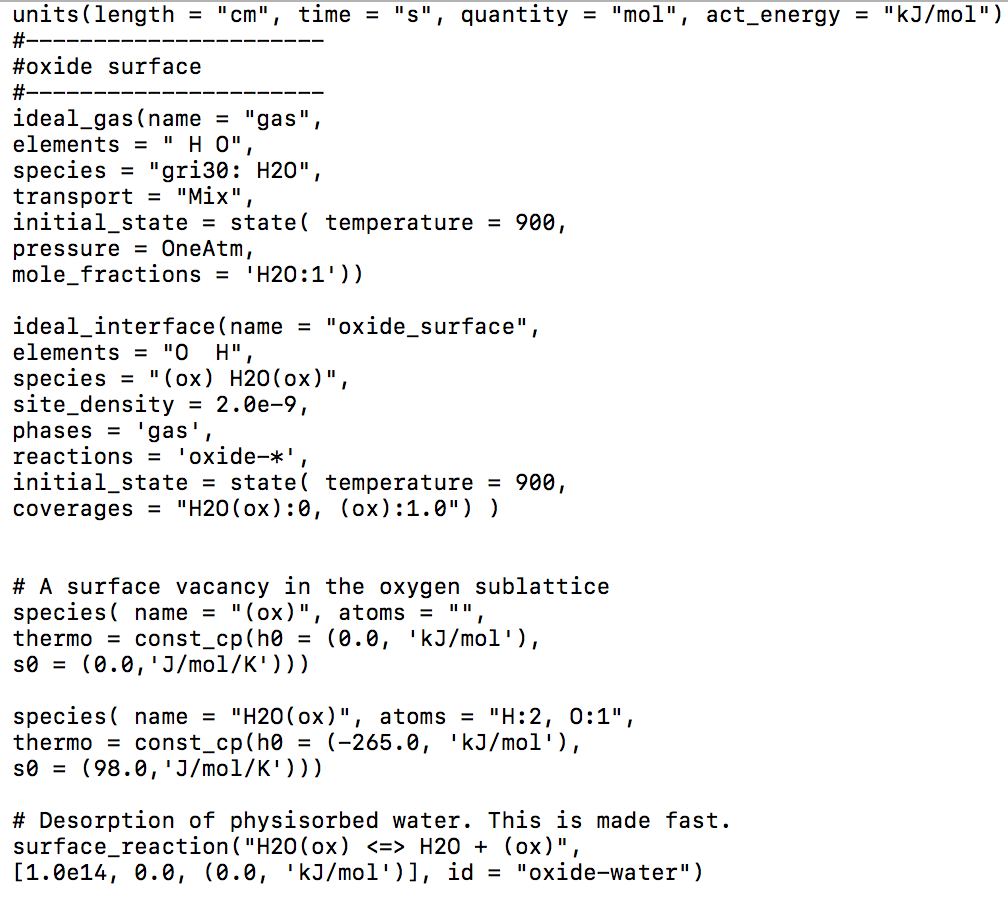 units(length = "cm", time = "s", quantity = "mol", act_energy = "kJ/mol")
#----------------------
#oxide surface
#----------------------
ideal_gas(name = "gas",
elements = " H O",
species = "gri30: H2O",
transport = "Mix",
initial_state = state( temperature = 900,
pressure = OneAtm,
mole_fractions = 'H2O:1'))
ideal_interface(name = "oxide_surface",
elements = "O  H",
species = "(ox) H2O(ox)",
site_density = 2.0e-9,
phases = 'gas',
reactions = 'oxide-*',
initial_state = state( temperature = 900,
coverages = "H2O(ox):0, (ox):1.0") )
# A surface vacancy in the oxygen sublattice
species( name = "(ox)", atoms = "",
thermo = const_cp(h0 = (0.0, 'kJ/mol'),
s0 = (0.0,'J/mol/K')))
species( name = "H2O(ox)", atoms = "H:2, O:1",
thermo = const_cp(h0 = (-265.0, 'kJ/mol'),
s0 = (98.0,'J/mol/K')))
# Desorption of physisorbed water. This is made fast.
surface_reaction("H2O(ox) <=> H2O + (ox)",
[1.0e14, 0.0, (0.0, 'kJ/mol')], id = "oxide-water")